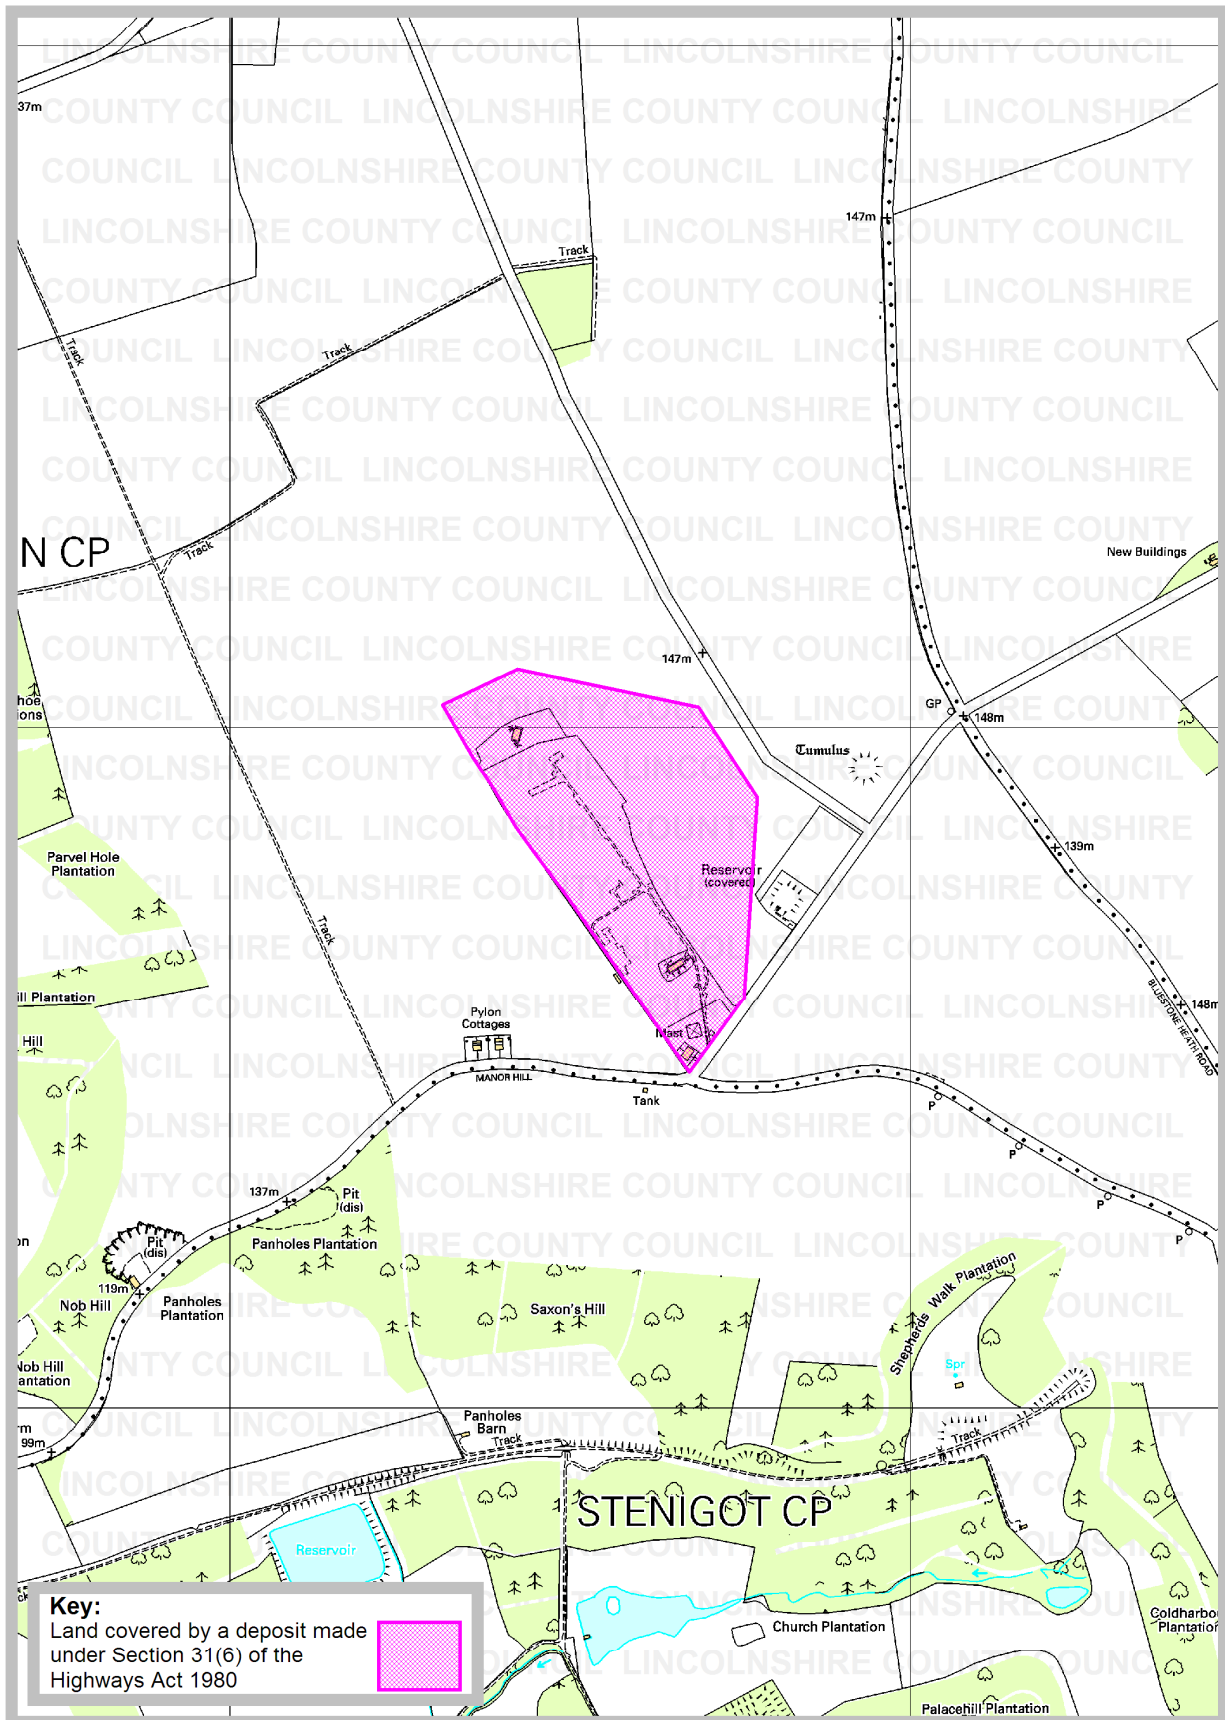 LINCOLNSHIRE COUNTY COUNCIL
37m
147m
Track
Track
Track
Track
N CP
New Buildings
147m
GP
148m
Tumulus
139m
Parvel Hole
Plantation
Reservoir
(covered)
Track
ill Plantation
148m
BLUESTONE HEATH ROAD
Hill
Pylon
Cottages
Mast
MANOR HILL
Tank
P
P
P
P
137m
Pit
(dis)
Panholes Plantation
Pit
(dis)
119m
Nob Hill
Panholes
Plantation
Saxon's Hill
Shepherds Walk Plantation
Spr
Nob Hill
antation
99m
Panholes
Barn
Track
Track
STENIGOT CP
Reservoir
Church Plantation
Coldharbo
Plantation
Palacehill Plantation
Key:
Land covered by a deposit made
under Section 31(6) of the
Highways Act 1980